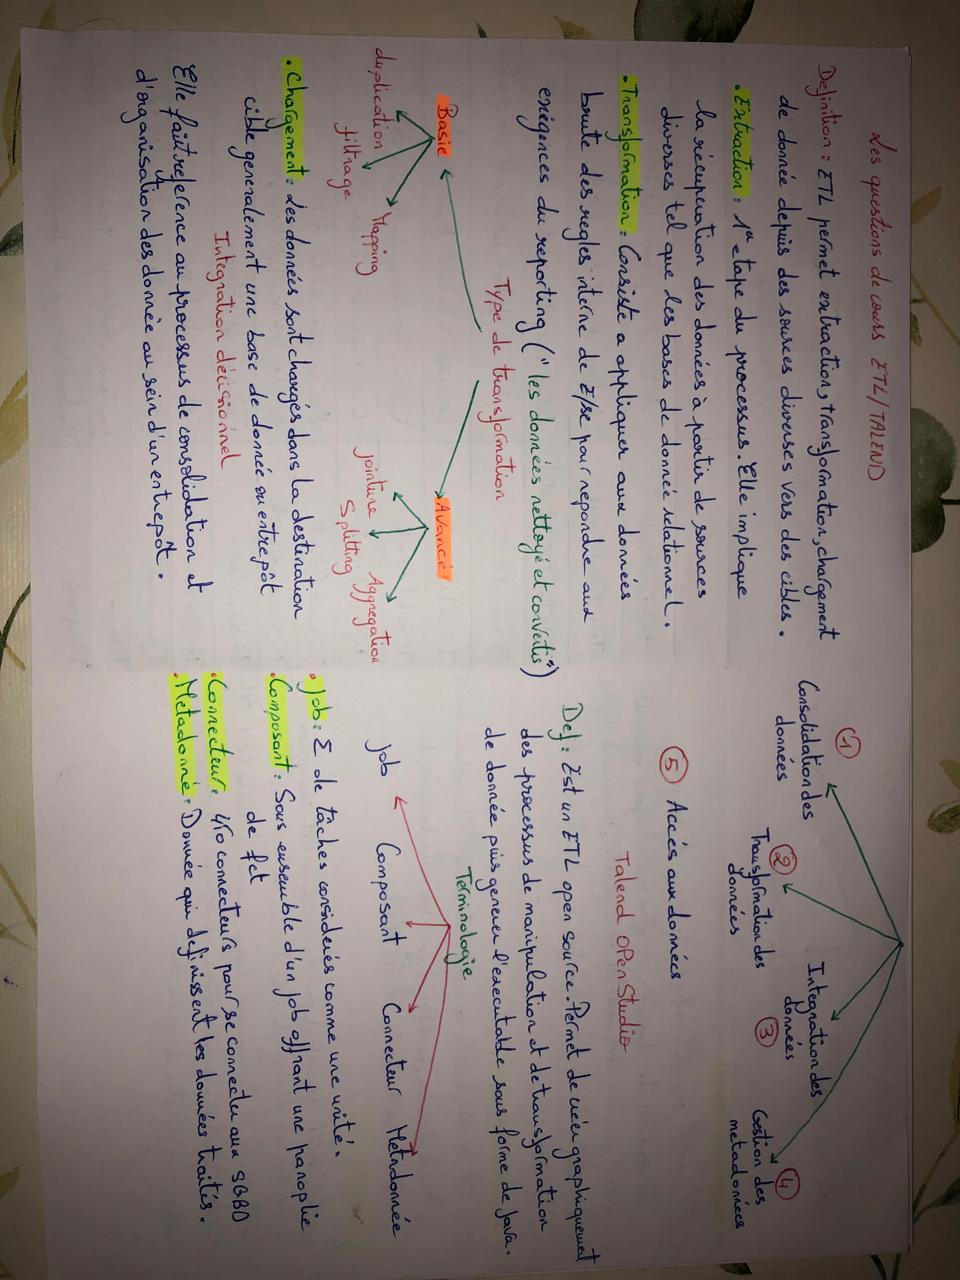 Les questions de cours ETL/TALEND
Definition : ETL permet extraction, transformation, chargement
de donnée depuis des sources diverses vers des cibles.
• Extraction : 1er etape du processus. Elle implique
la récuperation des données à partir de sources
diverses tel que les bases de donneé relationnel.
• Transformation : Consiste a appliquer aux données
brute des regles interne de E/se pour repondre aux
exégences du reporting ("les données nettoyé et convertis")
Type de transformation
Basic
Avancé
duplication
filtrage
Mapping
jointure
Splitting
Aggregation
• Chargement : Les données sont chargés dans la destination
cible generalement une base de donnée ou entrepôt
Integration décisionnel
Elle fait reference au processus de consolidation et
d'organisation des donnée au sein d'un entrepôt.
1
Consolidation des
données
2
Transformation des
données
Integration des
données
3
4
Gestion des
metadonnées
5 Accés aux données
Talend OPen Studio
Def : Est un ETL open source. Permet de créer graphiquement
des processus de manipulation et de transformation
de donnée puis generer l'executable sous forme de Java.
Terminologie
Job
Composant
Connecteur
Metadonnée
• Job : Σ de tâches considerés comme une unité.
• Composant : Sous ensemble d'un job offrant une panoplie
de fct
• Connecteur : 450 connecteurs pour se connecter aux SGBD
• Metadonné : Donnée qui definissent les données traités.